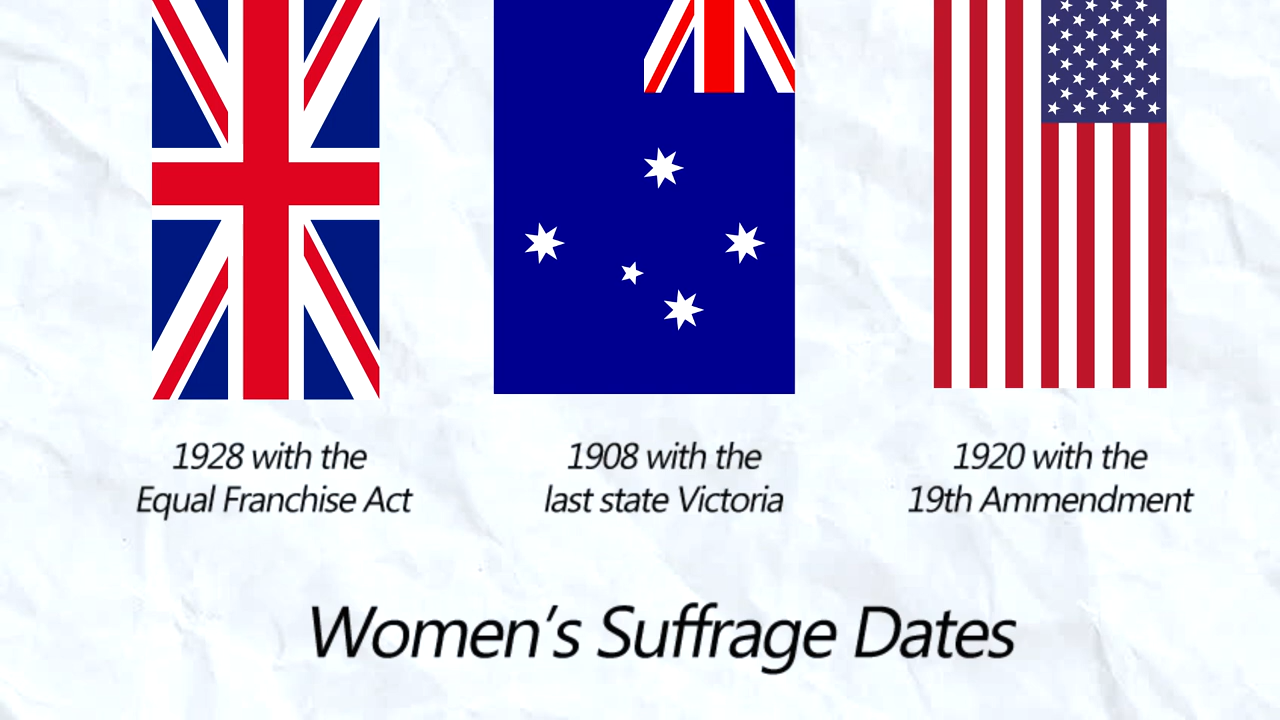 1928 with the
Equal Franchise Act
1908 with the
last state Victoria
1920 with the
19th Ammendment
Women's Suffrage Dates